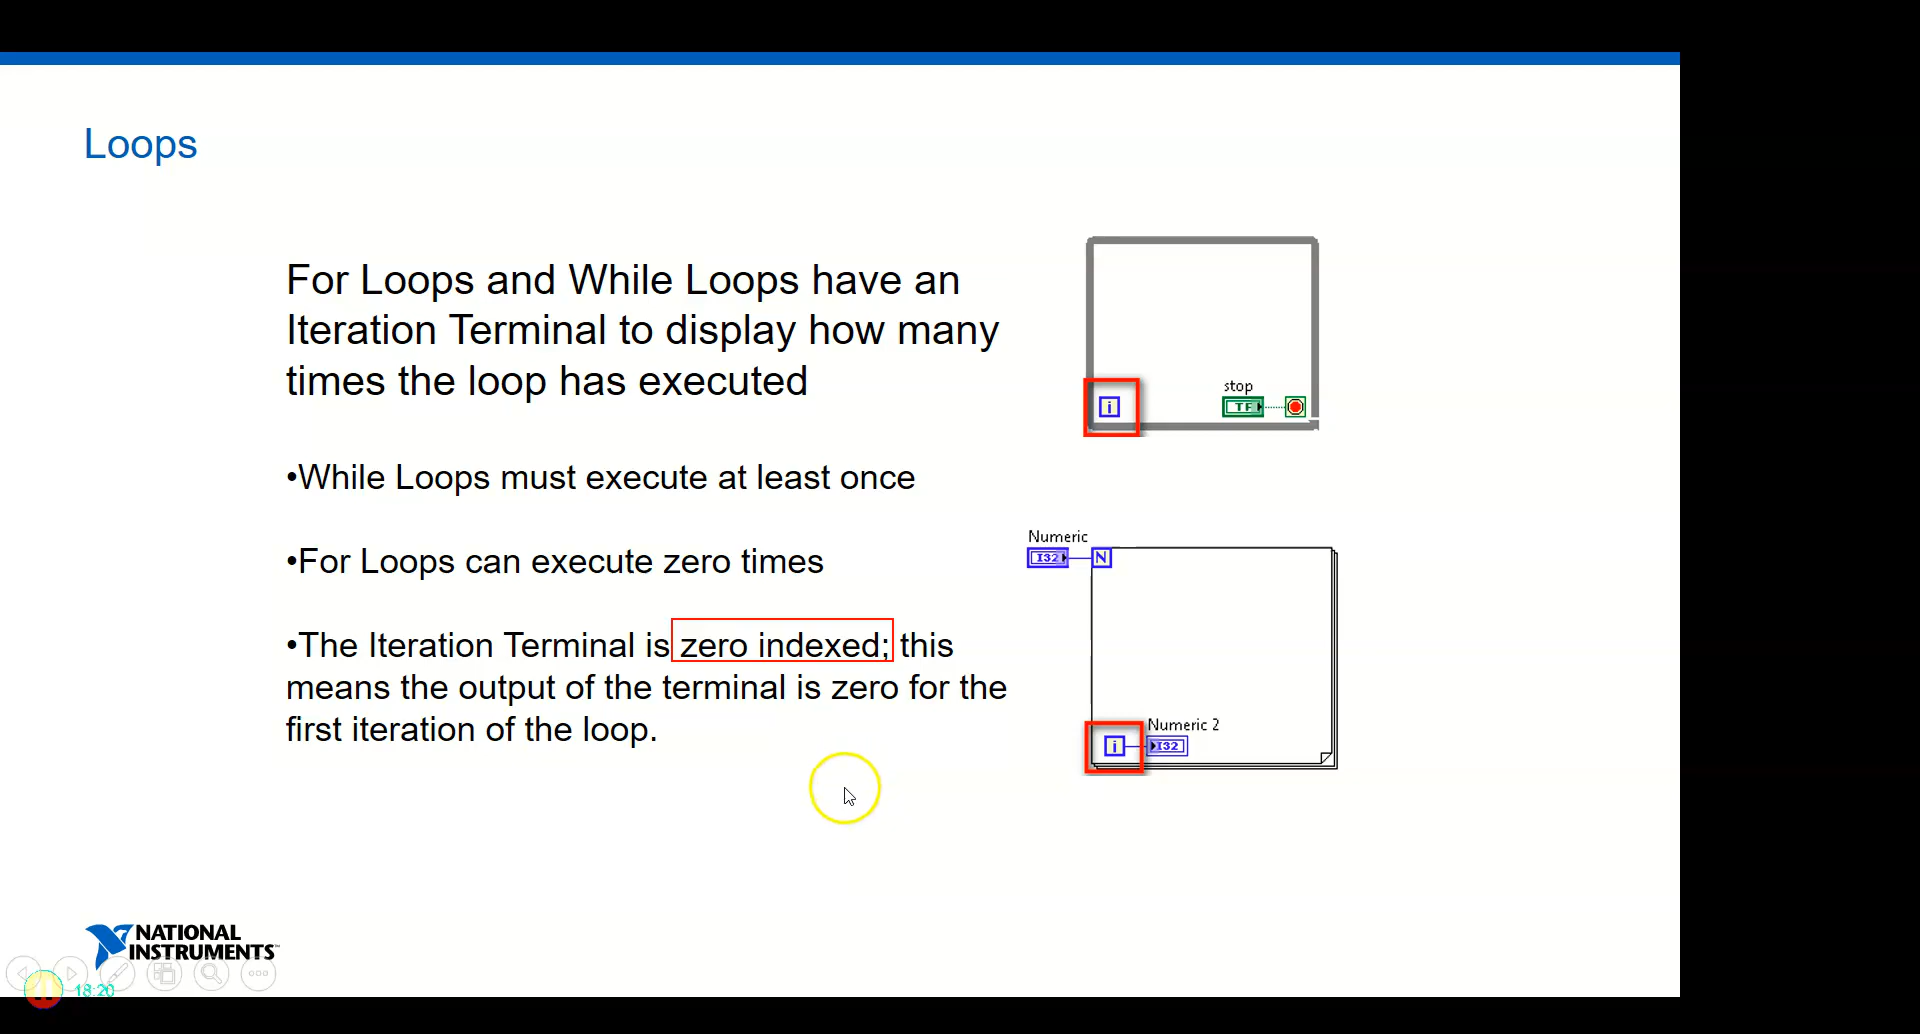 Loops
For Loops and While Loops have an
Iteration Terminal to display how many
times the loop has executed
•While Loops must execute at least once
•For Loops can execute zero times
•The Iteration Terminal is zero indexed; this
means the output of the terminal is zero for the
first iteration of the loop.
i
stop
TF
Numeric
I32
N
Numeric 2
i
I32
NATIONAL
INSTRUMENTS™
18:20